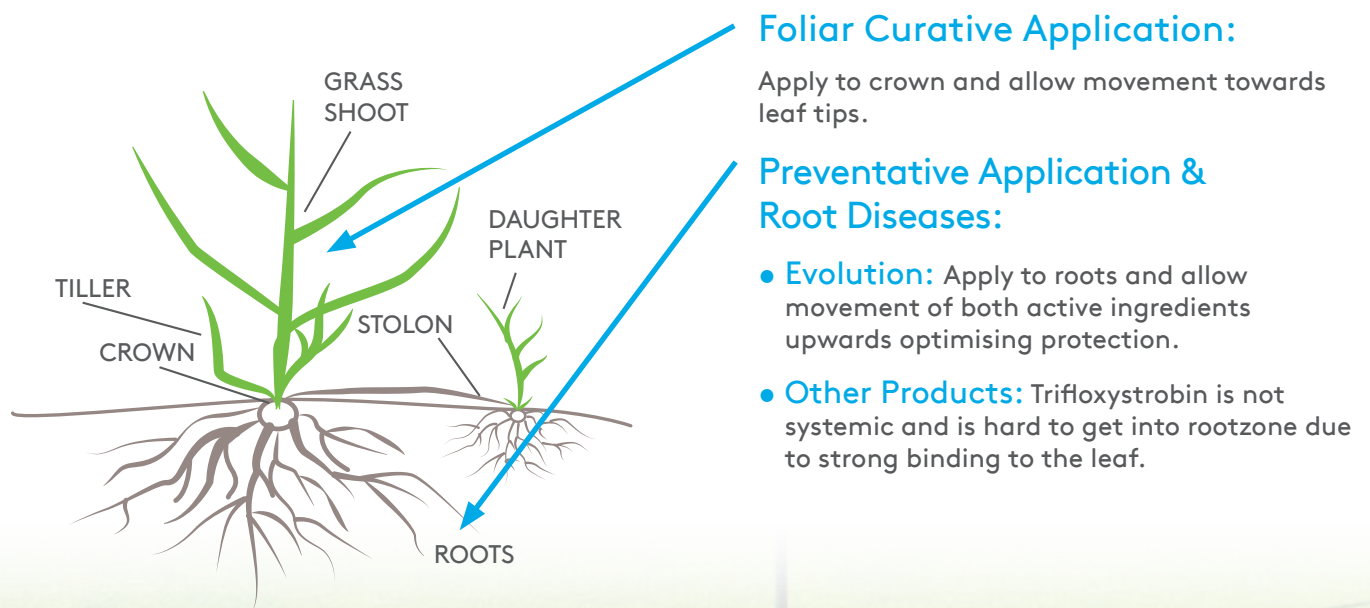 GRASS
SHOOT
DAUGHTER
PLANT
TILLER
STOLON
CROWN
ROOTS
Foliar Curative Application:
Apply to crown and allow movement towards
leaf tips.
Preventative Application &
Root Diseases:
• Evolution: Apply to roots and allow
movement of both active ingredients
upwards optimising protection.
• Other Products: Trifloxystrobin is not
systemic and is hard to get into rootzone due
to strong binding to the leaf.